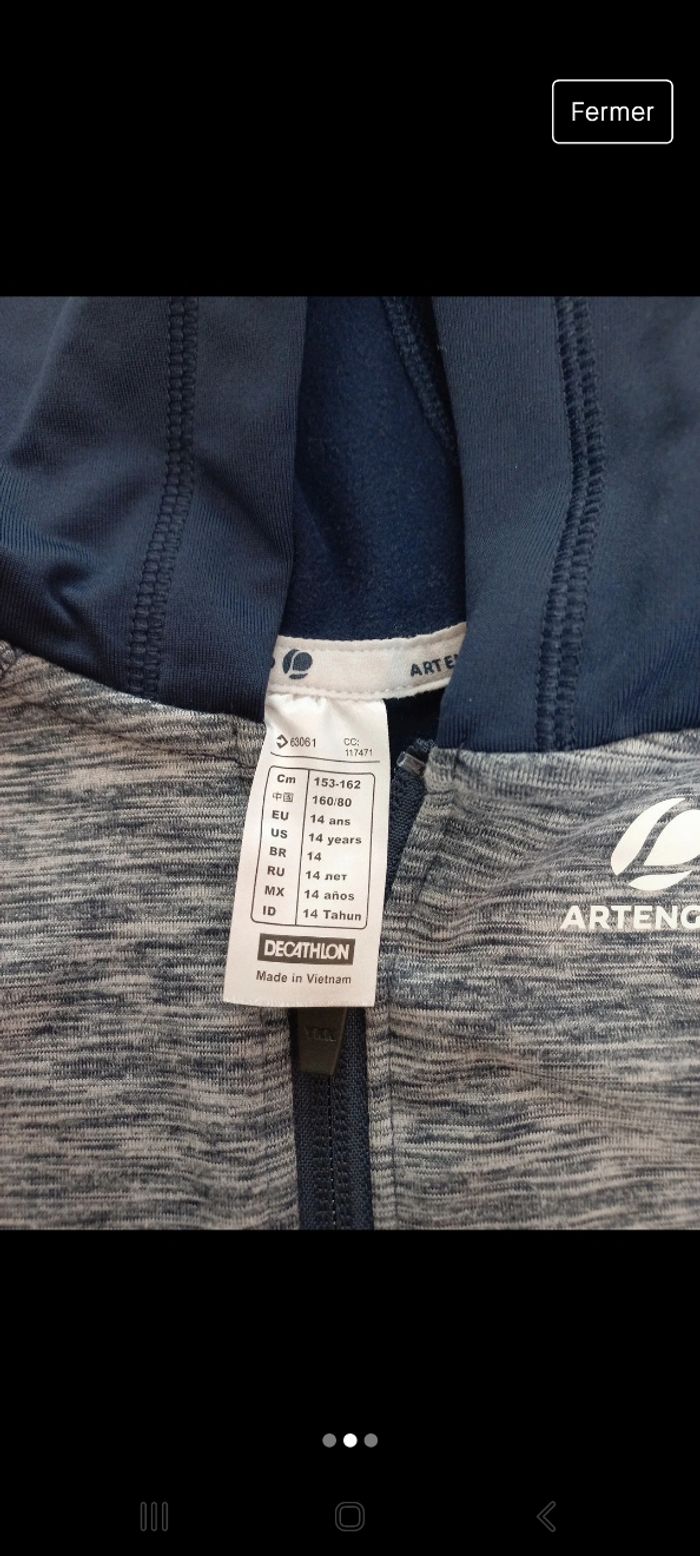 Fermer
ARTEN
63061
CC:
117471
Cm 153-162
中国 160/80
EU 14 ans
US 14 years
BR 14
RU 14 лет
MX 14 años
ID 14 Tahun
DECATHLON
Made in Vietnam
ARTENG